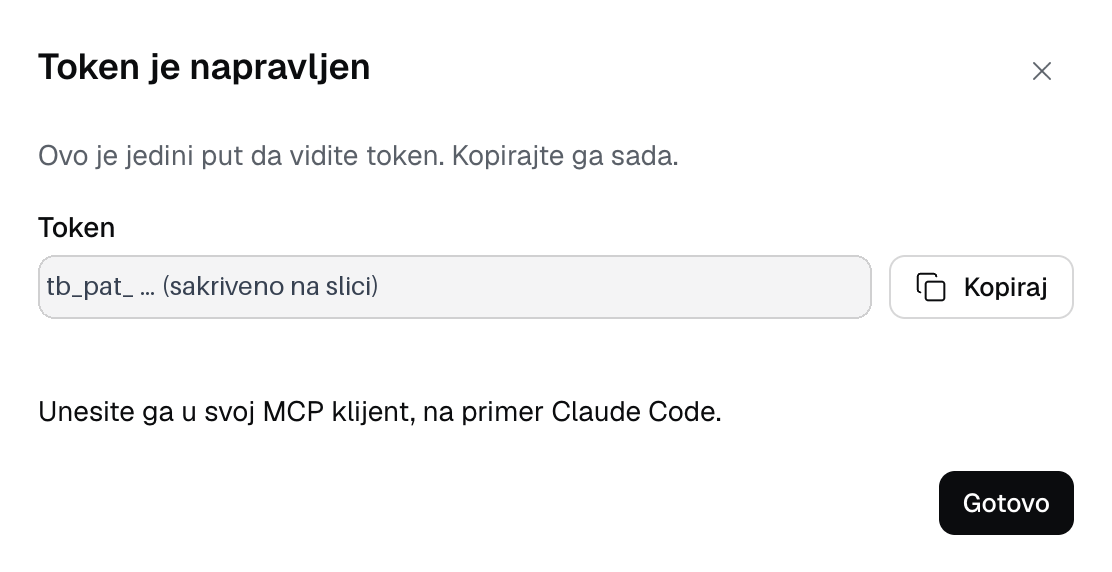 Token je napravljen
Ovo je jedini put da vidite token. Kopirajte ga sada.
Token
tb_pat_ ... (sakriveno na slici)
Kopiraj
Unesite ga u svoj MCP klijent, na primer Claude Code.
Gotovo